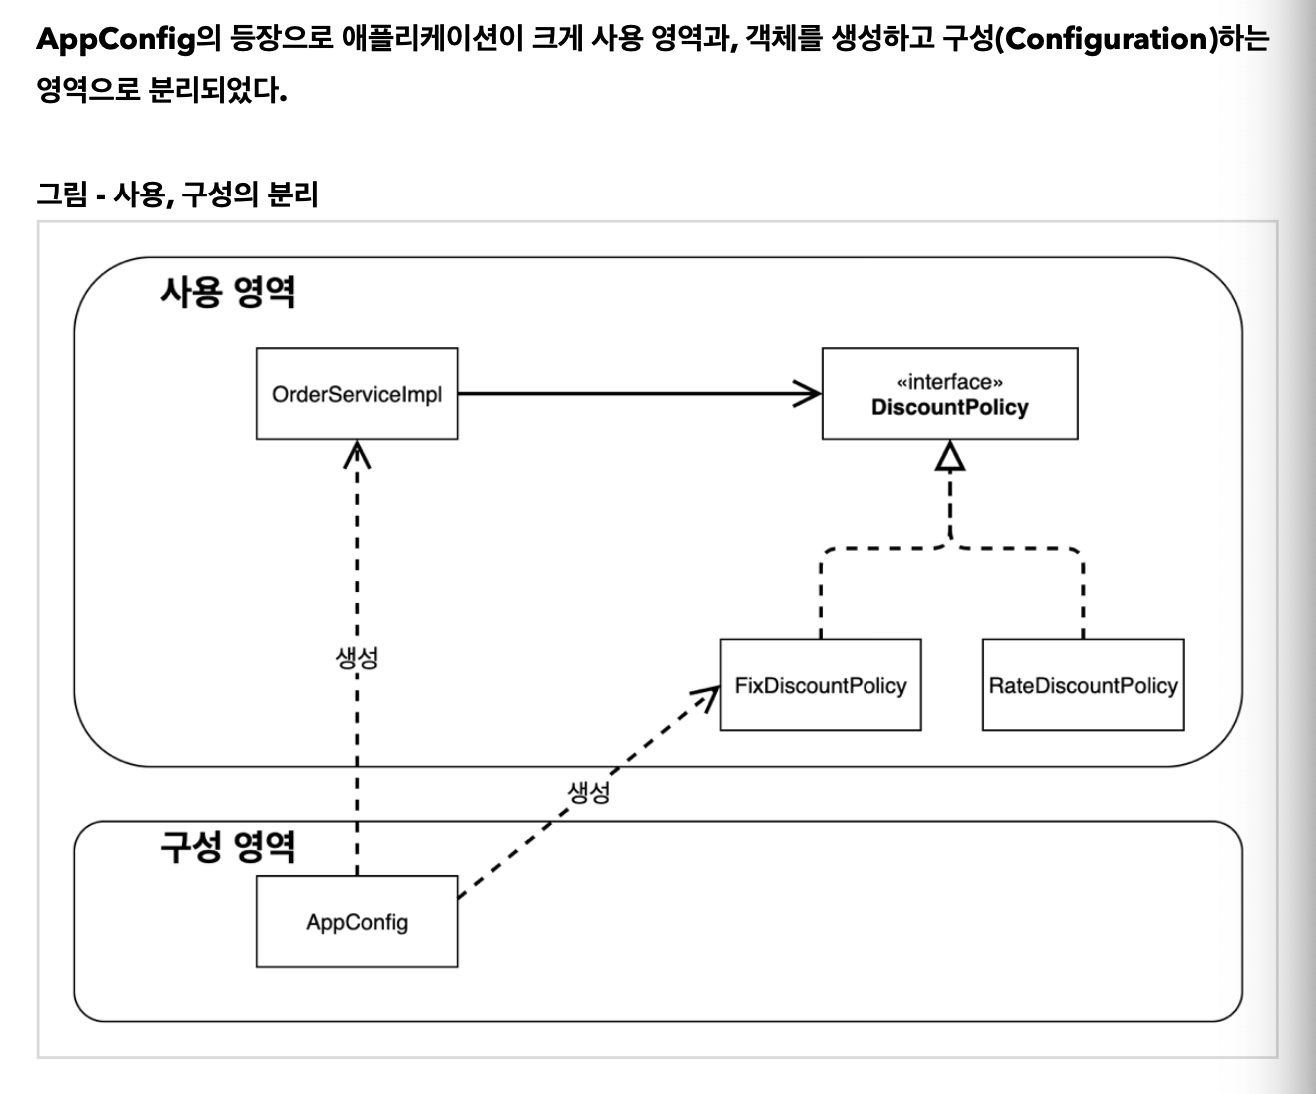 AppConfig의 등장으로 애플리케이션이 크게 사용 영역과, 객체를 생성하고 구성(Configuration)하는
영역으로 분리되었다.
그림 - 사용, 구성의 분리
사용 영역
OrderServiceImpl
«interface»
DiscountPolicy
생성
FixDiscountPolicy
RateDiscountPolicy
생성
구성 영역
AppConfig